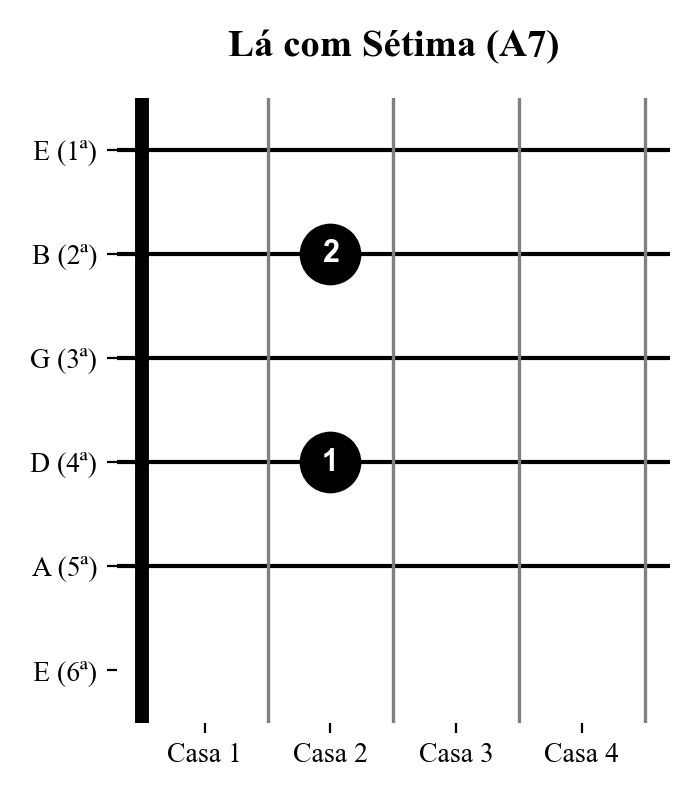 Lá com Sétima (A7)
E (1ª)
B (2ª)
2
G (3ª)
D (4ª)
1
A (5ª)
E (6ª)
Casa 1 Casa 2 Casa 3 Casa 4